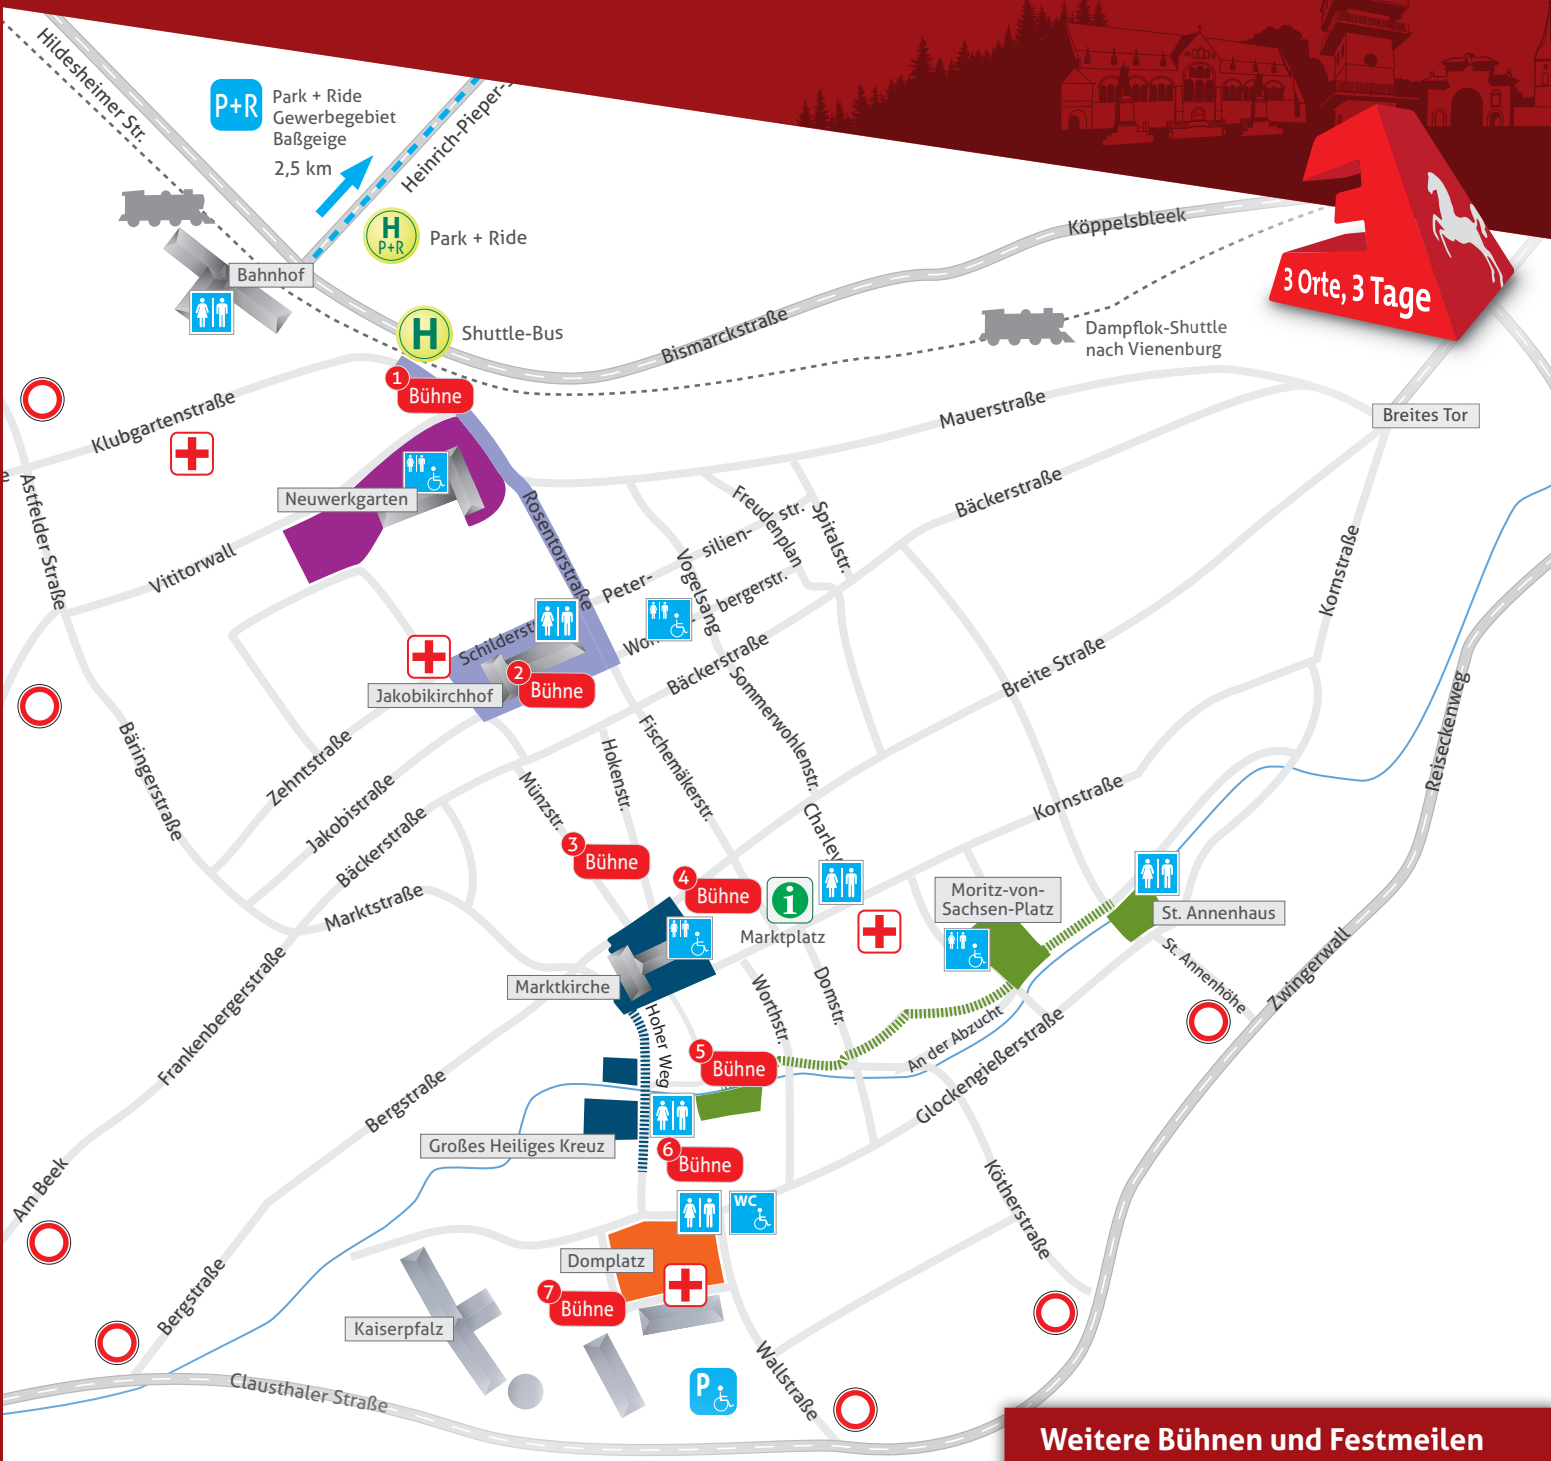 Hildesheimer Str.
P+R
Park + Ride
Gewerbegebiet
Baßgeige
2,5 km
Heinrich-Pieper-
H
P+R
Park + Ride
Bahnhof
H
Shuttle-Bus
Köppelsbleek
Bismarckstraße
Dampflok-Shuttle
nach Vienenburg
3 Orte, 3 Tage
Breites Tor
1
Bühne
Klubgartenstraße
Mauerstraße
Bäckerstraße
Neuwerkgarten
Astfelder Straße
Vititorwall
Rosentorstraße
Freudenplan
Spitalstr.
Peter-
silien-
str.
Vogelsang
bergerstr.
Wor
Kornstraße
Schilderst
Jakobikirchhof
2
Bühne
Bäckerstraße
Breite Straße
Sommerwohlenstr.
Reiseckenweg
Bäringerstraße
Zehntstraße
Jakobistraße
Bäckerstraße
Münzstr.
Hokenstr.
Fischemäkerstr.
Charley
Kornstraße
3
Bühne
4
Bühne
i
Marktplatz
Marktstraße
Moritz-von-
Sachsen-Platz
St. Annenhaus
St. Annenhöhe
Zwingerwall
Marktkirche
Frankenbergerstraße
Hoher Weg
Worthstr.
Domstr.
An der Abzucht
Glockengießerstraße
5
Bühne
Bergstraße
Großes Heiliges Kreuz
6
Bühne
Am Beek
Kötherstraße
WC
Domplatz
7
Bühne
Kaiserpfalz
Bergstraße
Wallstraße
P
Clausthaler Straße
Weitere Bühnen und Festmeilen